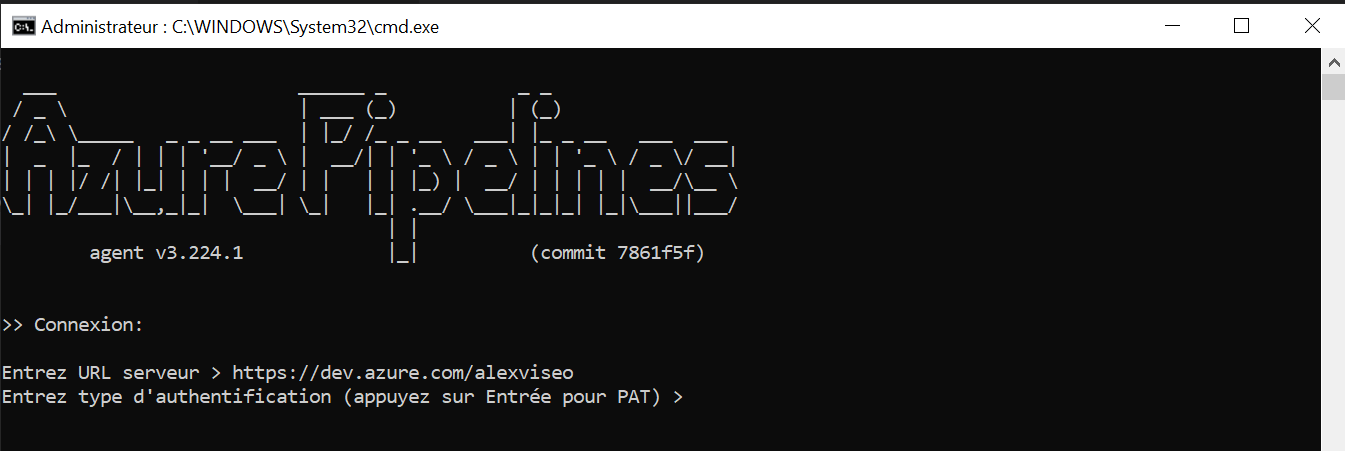 Administrateur : C:\WINDOWS\System32\cmd.exe
Azure Pipelines
agent v3.224.1 (commit 7861f5f)
>> Connexion:
Entrez URL serveur > https://dev.azure.com/alexviseo
Entrez type d'authentification (appuyez sur Entrée pour PAT) >